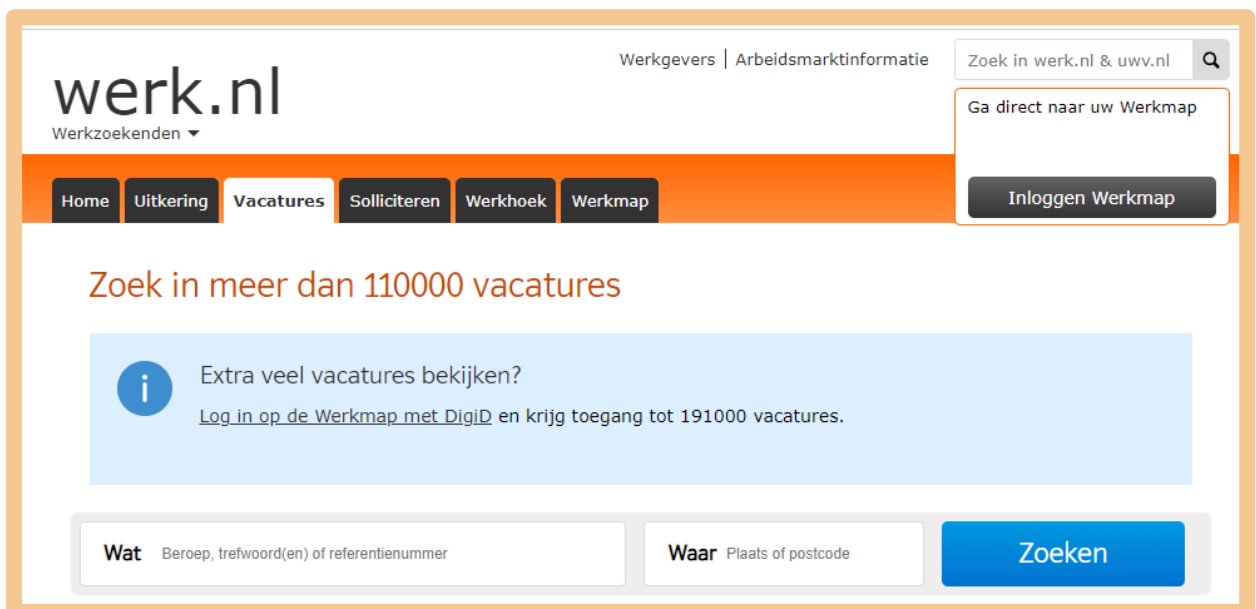 Werkgevers | Arbeidsmarktinformatie
Zoek in werk.nl & uwv.nl
werk.nl
Werkzoekenden
Ga direct naar uw Werkmap
Inloggen Werkmap
Home Uitkering Vacatures Solliciteren Werkhoek Werkmap
Zoek in meer dan 110000 vacatures
i
Extra veel vacatures bekijken?
Log in op de Werkmap met DigiD en krijg toegang tot 191000 vacatures.
Wat Beroep, trefwoord(en) of referentienummer Waar Plaats of postcode Zoeken